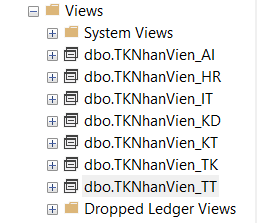 Views
System Views
dbo.TKNhanVien_AI
dbo.TKNhanVien_HR
dbo.TKNhanVien_IT
dbo.TKNhanVien_KD
dbo.TKNhanVien_KT
dbo.TKNhanVien_TK
dbo.TKNhanVien_TT
Dropped Ledger Views